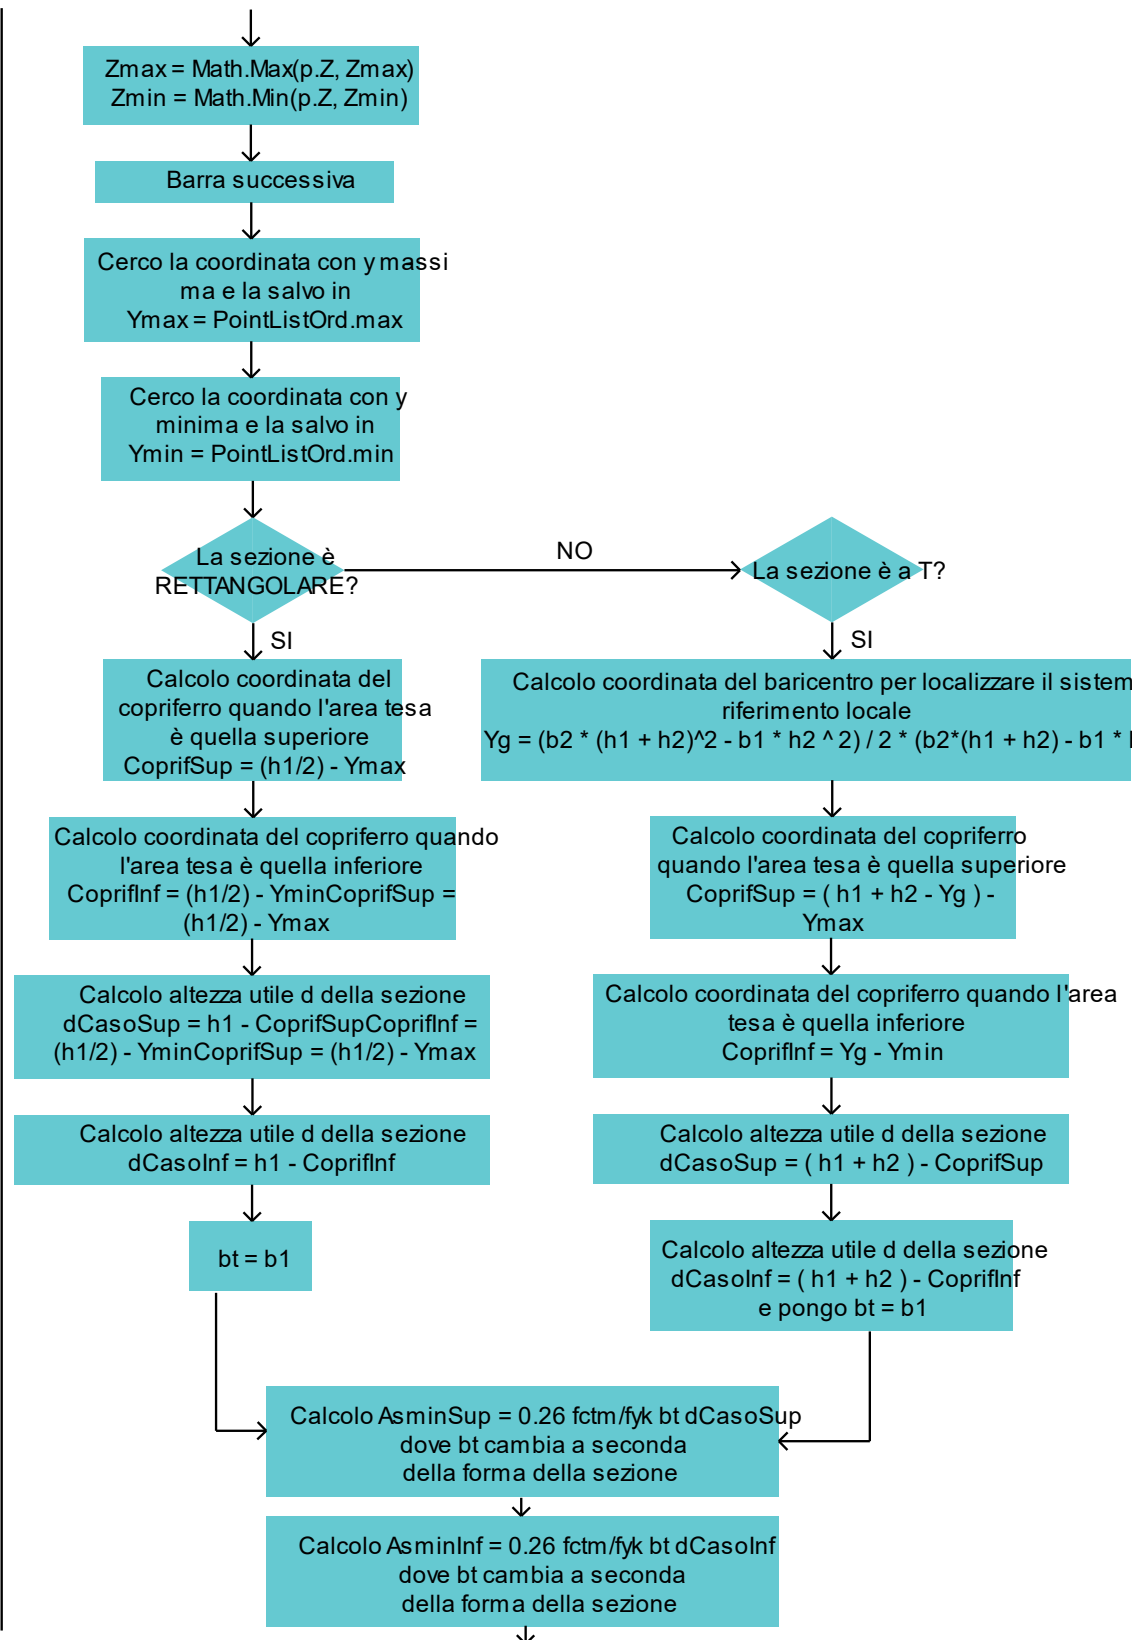 Zmax = Math.Max(p.Z, Zmax)
Zmin = Math.Min(p.Z, Zmin)
Barra successiva
Cerco la coordinata con y massi
ma e la salvo in
Ymax = PointListOrd.max
Cerco la coordinata con y
minima e la salvo in
Ymin = PointListOrd.min
La sezione è
RETTANGOLARE?
NO
La sezione è a T?
SI
SI
Calcolo coordinata del
copriferro quando l'area tesa
è quella superiore
CoprifSup = (h1/2) - Ymax
Calcolo coordinata del copriferro quando
l'area tesa è quella inferiore
CoprifInf = (h1/2) - YminCoprifSup =
(h1/2) - Ymax
Calcolo altezza utile d della sezione
dCasoSup = h1 - CoprifSupCoprifInf =
(h1/2) - YminCoprifSup = (h1/2) - Ymax
Calcolo altezza utile d della sezione
dCasoInf = h1 - CoprifInf
bt = b1
Calcolo coordinata del baricentro per localizzare il sistem
riferimento locale
Yg = (b2 * (h1 + h2)^2 - b1 * h2 ^ 2) / 2 * (b2*(h1 + h2) - b1 *
Calcolo coordinata del copriferro
quando l'area tesa è quella superiore
CoprifSup = ( h1 + h2 - Yg ) -
Ymax
Calcolo coordinata del copriferro quando l'area
tesa è quella inferiore
CoprifInf = Yg - Ymin
Calcolo altezza utile d della sezione
dCasoSup = ( h1 + h2 ) - CoprifSup
Calcolo altezza utile d della sezione
dCasoInf = ( h1 + h2 ) - CoprifInf
e pongo bt = b1
Calcolo AsminSup = 0.26 fctm/fyk bt dCasoSup
dove bt cambia a seconda
della forma della sezione
Calcolo AsminInf = 0.26 fctm/fyk bt dCasoInf
dove bt cambia a seconda
della forma della sezione